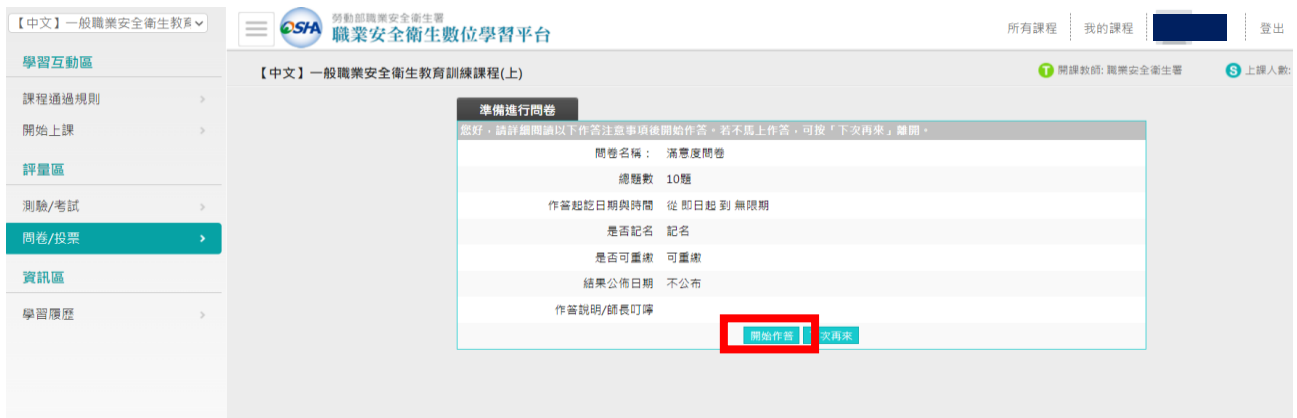 【中文】一般職業安全衛生教育
學習互動區
課程通過規則
開始上課
評量區
測驗/考試
問卷/投票
資訊區
學習履歷
OSHA
勞動部職業安全衛生署
職業安全衛生數位學習平台
所有課程
我的課程
登出
【中文】一般職業安全衛生教育訓練課程(上)
T 開課教師: 職業安全衛生署
S 上課人數:
準備進行問卷
您好，請詳細閱讀以下作答注意事項後開始作答。若不馬上作答，可按「下次再來」離開。
問卷名稱： 滿意度問卷
總題數 10題
作答起訖日期與時間 從 即日起 到 無限期
是否記名 記名
是否可重繳 可重繳
結果公佈日期 不公布
作答說明/師長叮嚀
開始作答 次再來